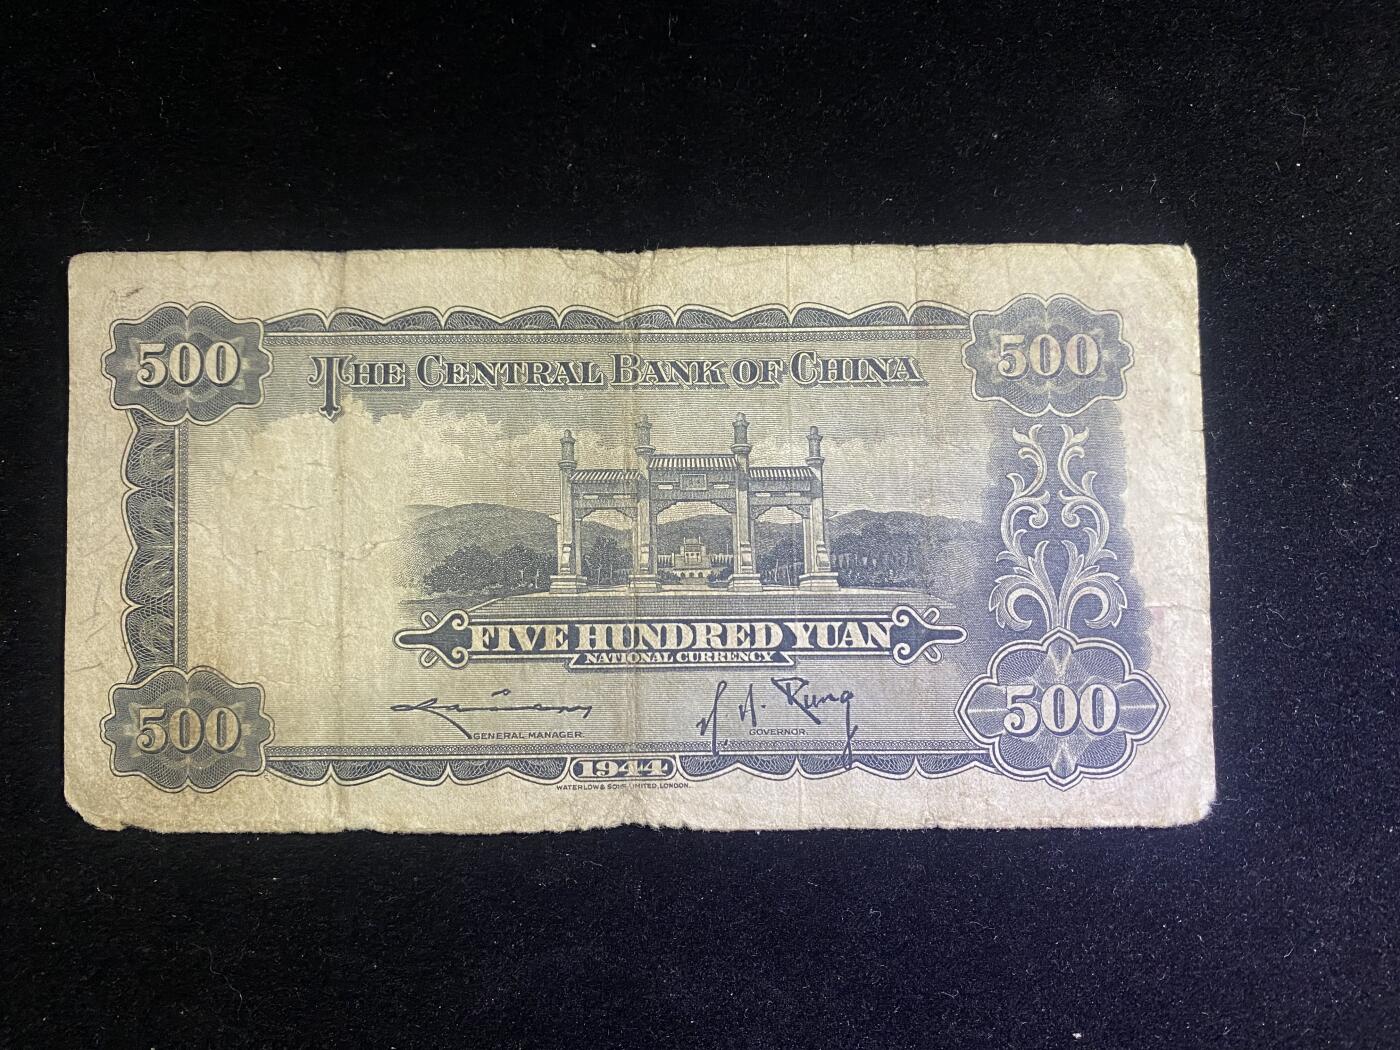 500
500
THE CENTRAL BANK OF CHINA
FIVE HUNDRED YUAN
NATIONAL CURRENCY
H. H. Kung
GENERAL MANAGER.
GOVERNOR.
500
500
1944
WATERLOW & SONS LIMITED, LONDON.